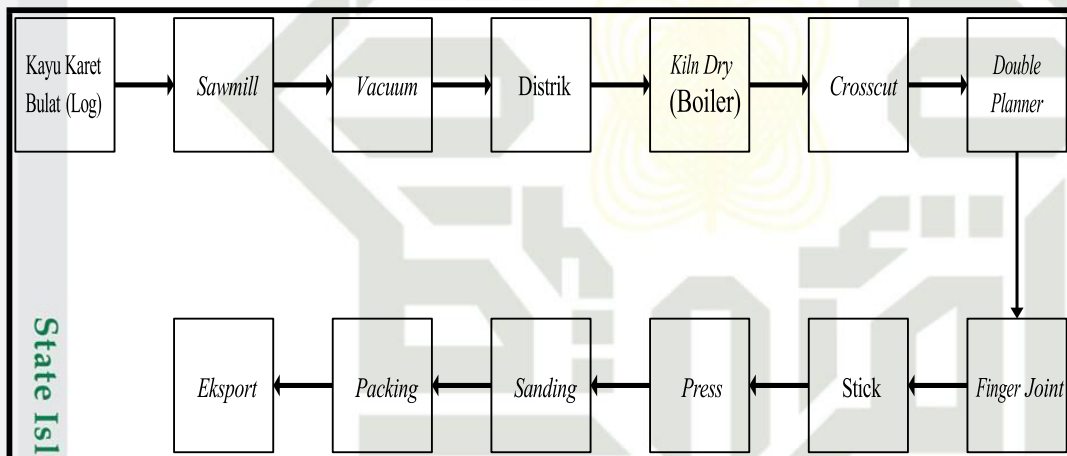 Kayu Karet
Bulat (Log)
Sawmill
Vacuum
Distrik
Kiln Dry
(Boiler)
Crosscut
Double
Planner
Finger Joint
Stick
Press
Sanding
Packing
Eksport
State Isl